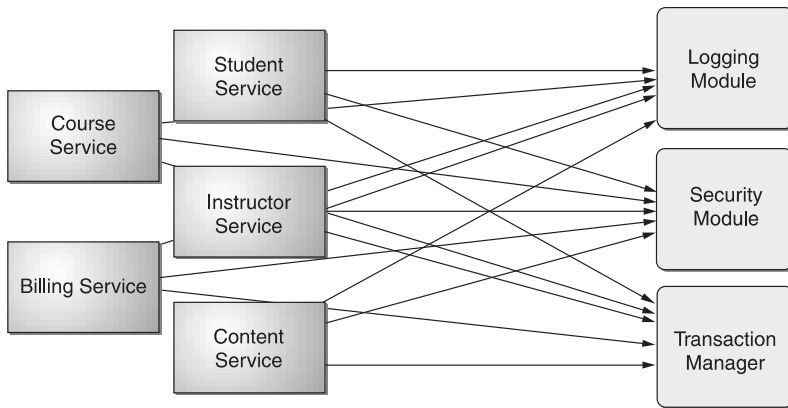 Student
Service
Course
Service
Instructor
Service
Billing Service
Content
Service
Logging
Module
Security
Module
Transaction
Manager